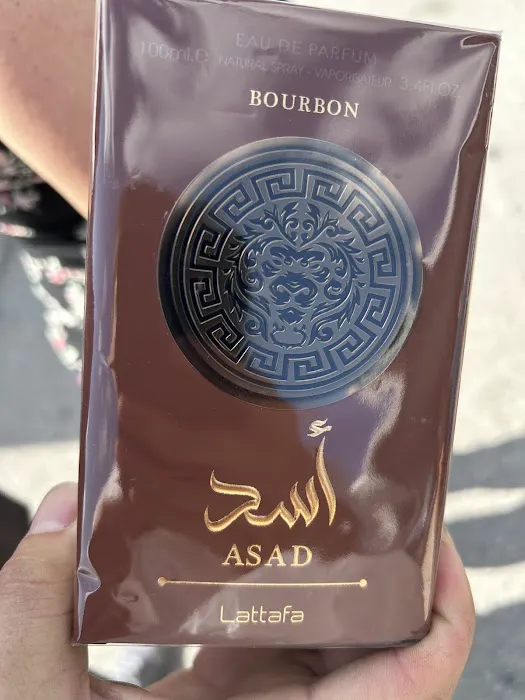 EAU DE PARFUM
100ml.e NATURAL SPRAY - VAPORISATEUR 3.4Fl OZ.
BOURBON
أسد
ASAD
Lattafa